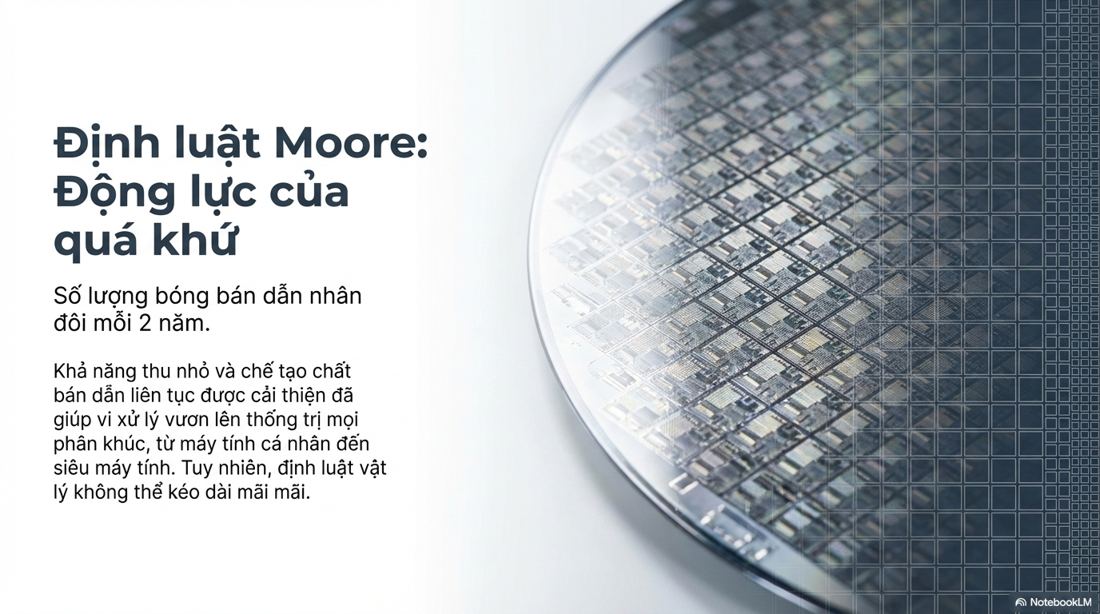 Định luật Moore:
Động lực của
quá khứ
Số lượng bóng bán dẫn nhân
đôi mỗi 2 năm.
Khả năng thu nhỏ và chế tạo chất
bán dẫn liên tục được cải thiện đã
giúp vi xử lý vươn lên thống trị mọi
phân khúc, từ máy tính cá nhân đến
siêu máy tính. Tuy nhiên, định luật vật
lý không thể kéo dài mãi mãi.
NotebookLM